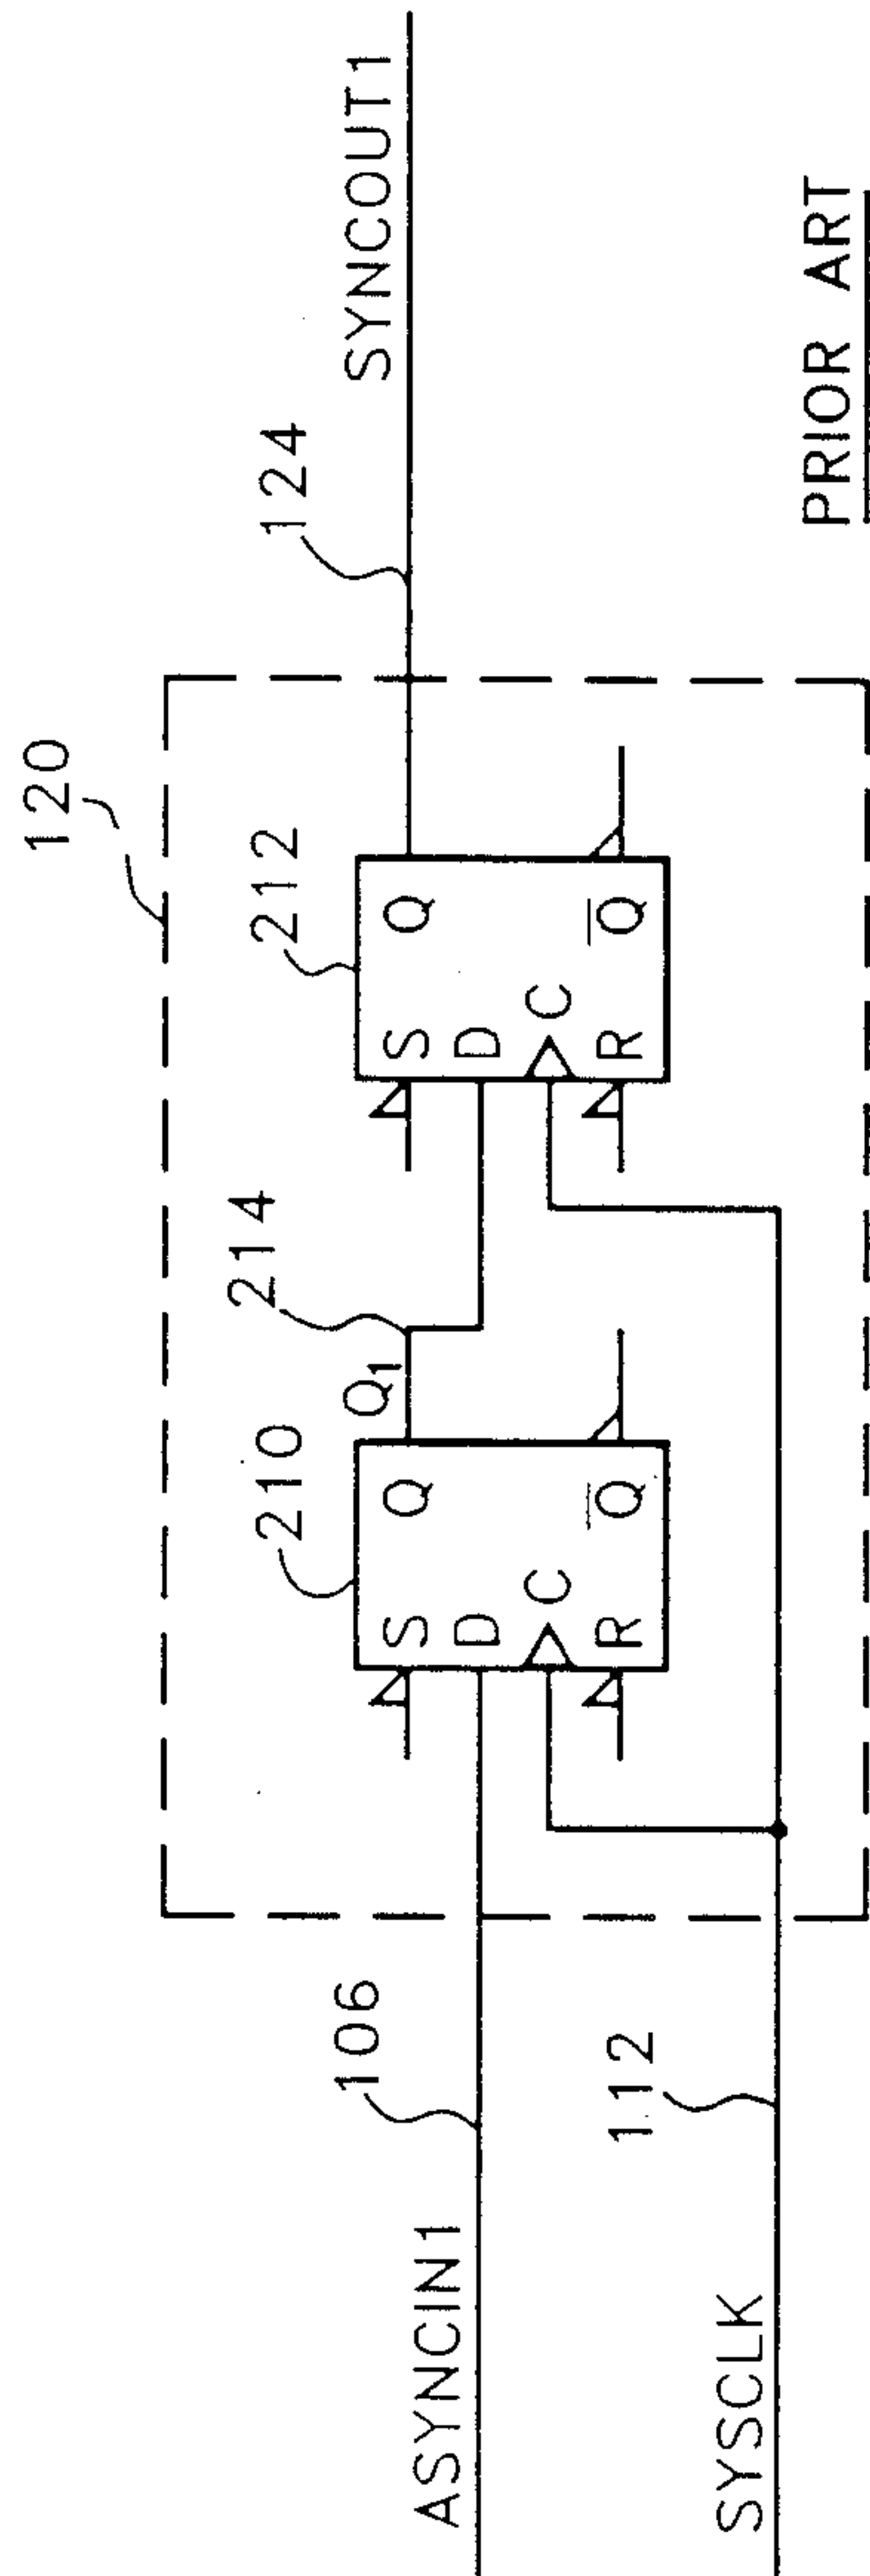 120
124
SYNCOUT1
210
214
212
Q₁
S
Q
D
C
R
Q̅
S
Q
D
C
R
Q̅
106
ASYNCIN1
112
SYSCLK
PRIOR ART